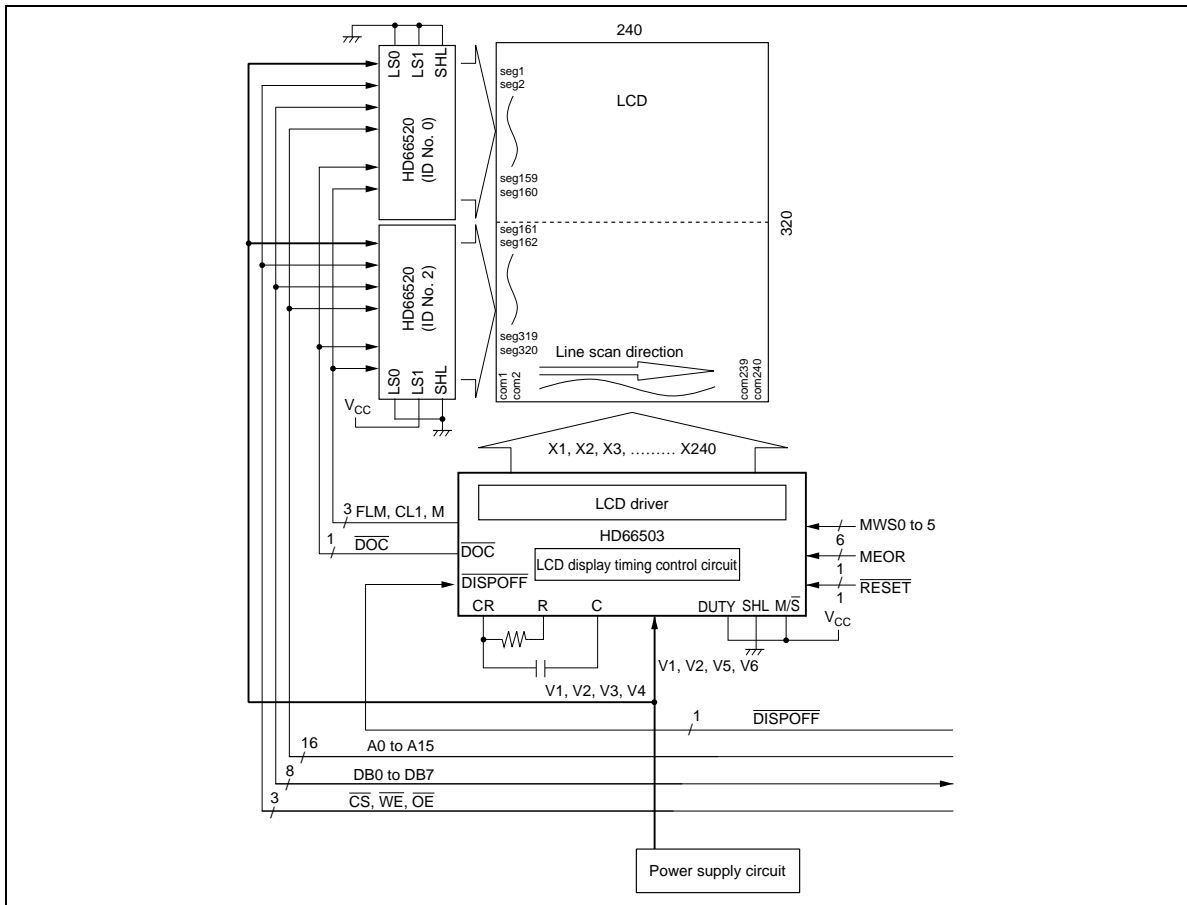 240
LS0
LS1
SHL
HD66520
(ID No. 0)
seg1
seg2
LCD
seg159
seg160
320
seg161
seg162
HD66520
(ID No. 2)
seg319
seg320
Line scan direction
com1
com2
com239
com240
LS0
LS1
SHL
VCC
X1, X2, X3, ......... X240
LCD driver
3 FLM, CL1, M
HD66503
MWS0 to 5
6
1 DOC
DOC
LCD display timing control circuit
MEOR
1
DISPOFF
RESET
1
CR R C
DUTY SHL M/S
VCC
V1, V2, V5, V6
V1, V2, V3, V4
1 DISPOFF
16 A0 to A15
8 DB0 to DB7
3 CS, WE, OE
Power supply circuit